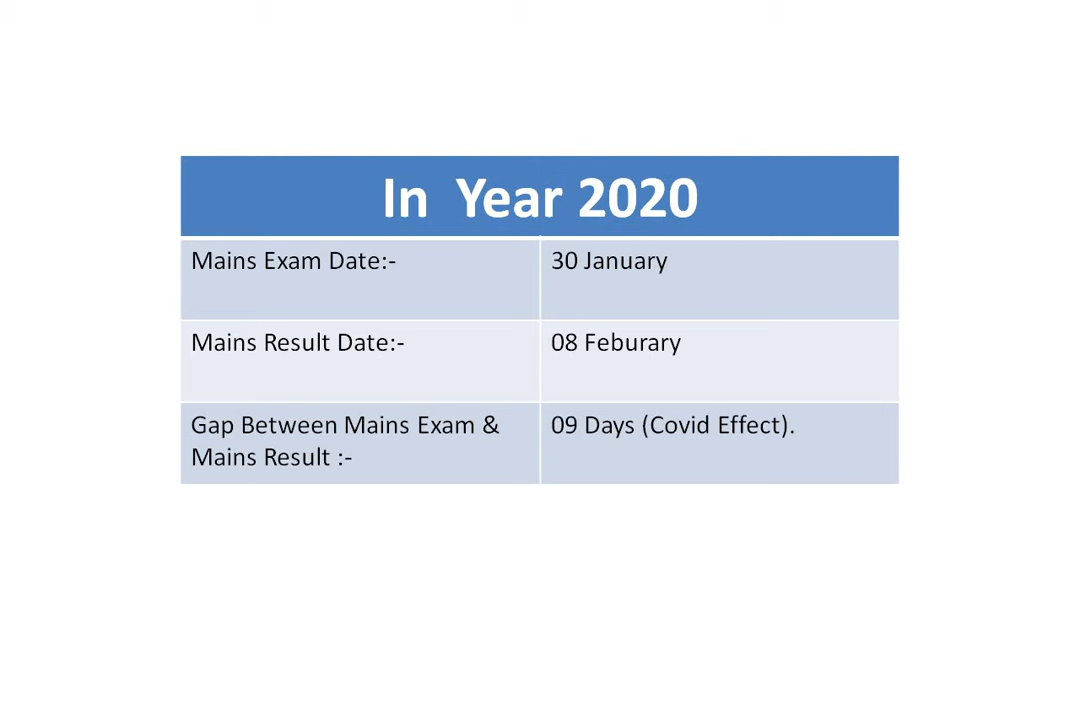 In Year 2020
Mains Exam Date:-
30 January
Mains Result Date:-
08 Feburary
Gap Between Mains Exam &
Mains Result :-
09 Days (Covid Effect).